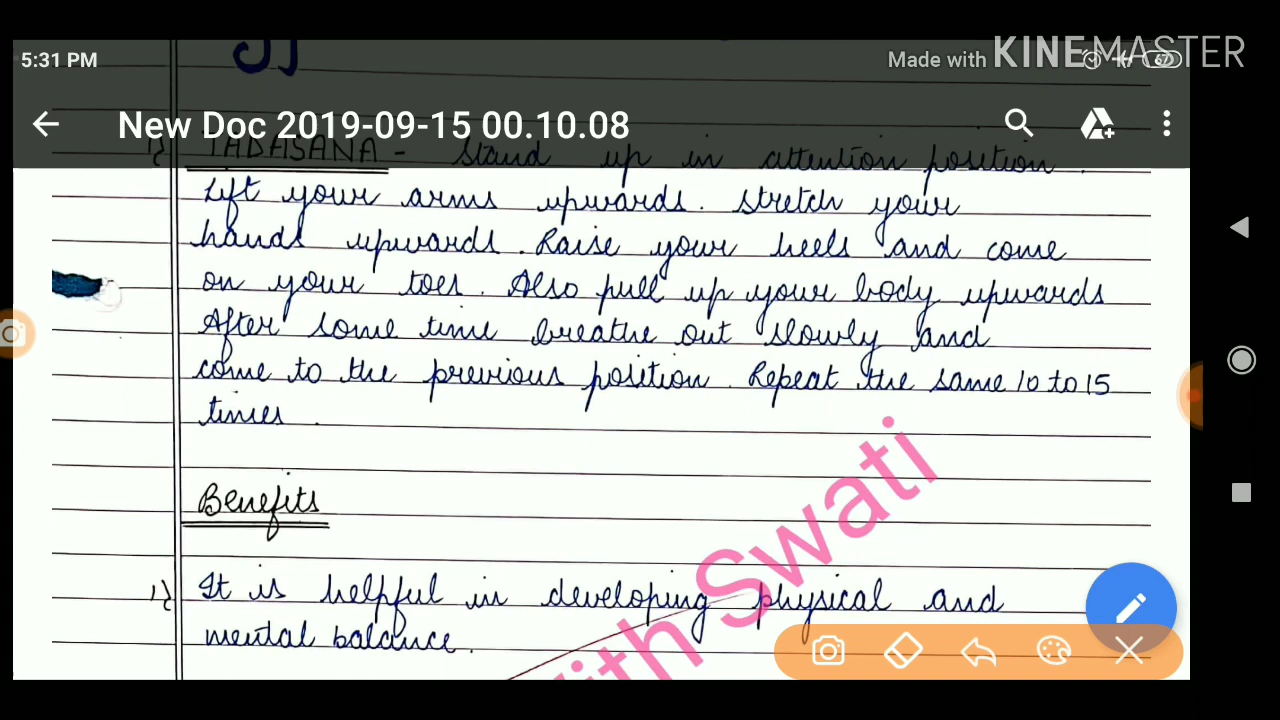 5:31 PM
Made with KINEMASTER
67
New Doc 2019-09-15 00.10.08
1) TADASANA - Stand up in attention position.
Lift your arms upwards. Stretch your
hands upwards. Raise your heels and come
on your toes. Also pull up your body upwards
After some time breathe out slowly and
come to the previous position. Repeat the same 10 to 15
times.
Benefits
1) It is helpful in developing physical and
mental balance.
with Swati